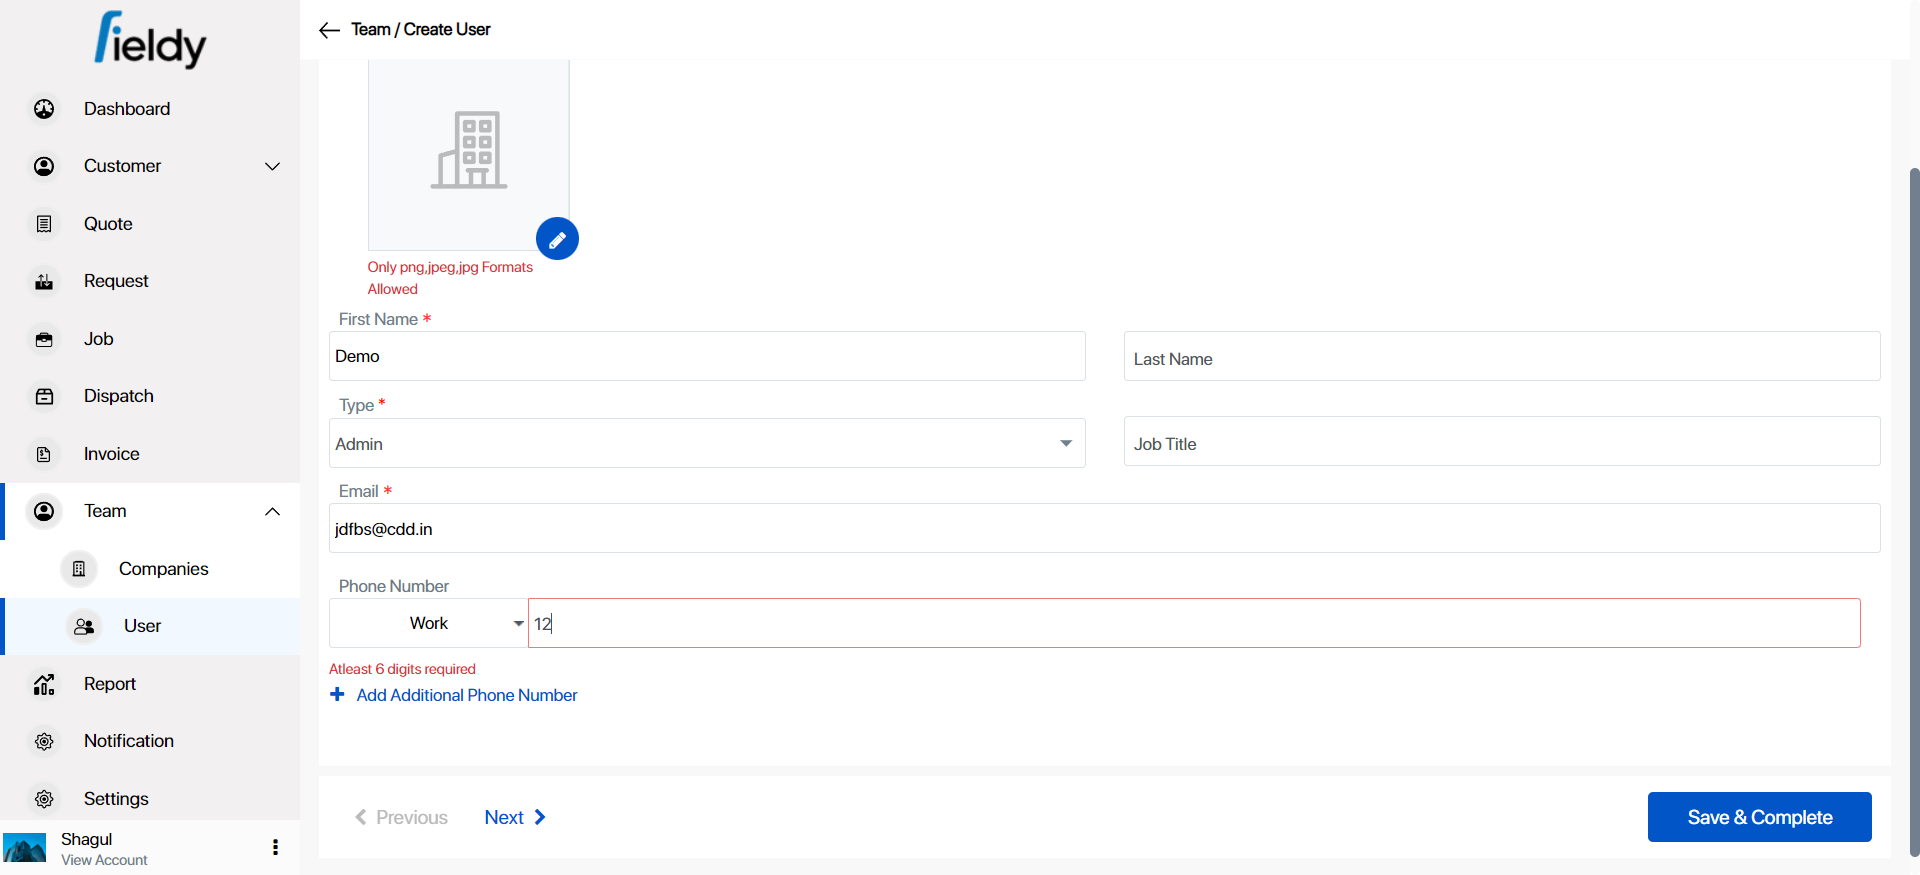 fieldy
Dashboard
Customer
Quote
Request
Job
Dispatch
Invoice
Team
Companies
User
Report
Notification
Settings
Shagul
View Account
Team / Create User
Only png,jpeg,jpg Formats
Allowed
First Name *
Demo
Last Name
Type *
Admin
Job Title
Email *
jdfbs@cdd.in
Phone Number
Work
12
Atleast 6 digits required
Add Additional Phone Number
Previous
Next
Save & Complete